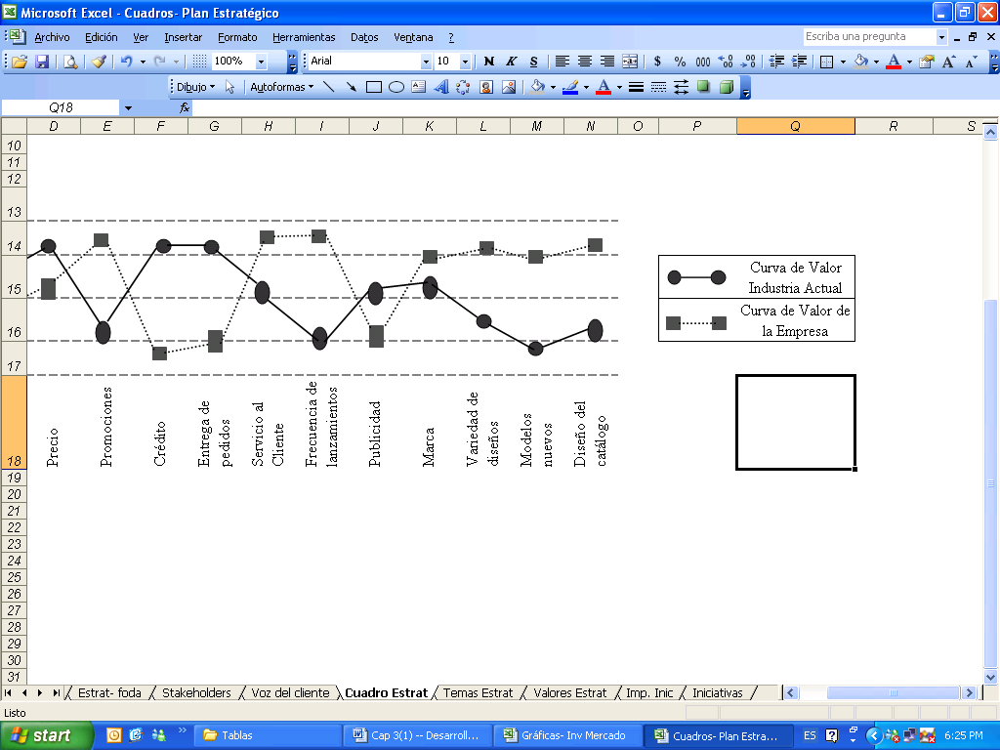 Microsoft Excel - Cuadros- Plan Estratégico
Archivo Edición Ver Insertar Formato Herramientas Datos Ventana ? Escriba una pregunta
100% Arial 10 N K S $ % 000
Dibujo Autoformas
Q18 fx
D E F G H I J K L M N O P Q R S
10
11
12
13
14
15
16
17
18
19
20
21
22
23
24
25
26
27
28
29
30
31
Curva de Valor
Industria Actual
Curva de Valor de
la Empresa
Precio
Promociones
Crédito
Entrega de
pedidos
Servicio al
Cliente
Frecuencia de
lanzamientos
Publicidad
Marca
Variedad de
diseños
Modelos
nuevos
Diseño del
catálogo
Estrat- foda Stakeholders Voz del cliente Cuadro Estrat Temas Estrat Valores Estrat Imp. Inic Iniciativas
Listo
start Tablas Cap 3(1) -- Desarroll... Gráficas- Inv Mercado Cuadros- Plan Estra... ES 6:25 PM